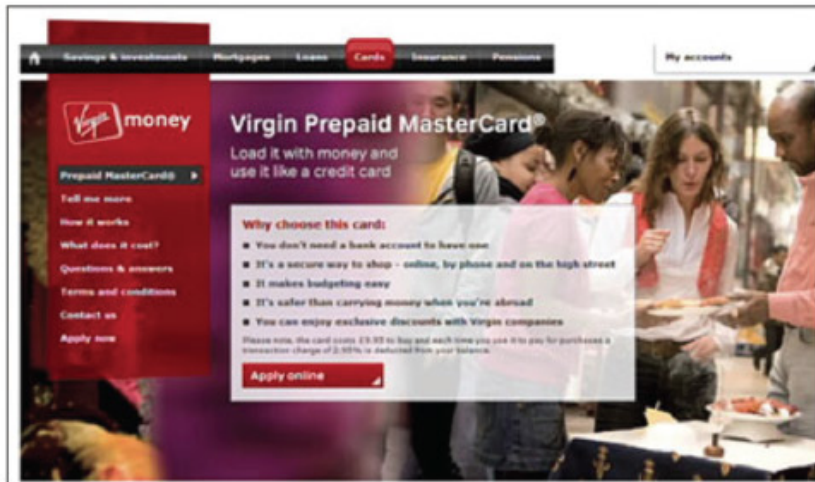 Savings & investments Mortgages Loans Cards Insurance Pensions My accounts
Virgin money
Prepaid MasterCard®
Tell me more
How it works
What does it cost?
Questions & answers
Terms and conditions
Contact us
Apply now
Virgin Prepaid MasterCard®
Load it with money and
use it like a credit card
Why choose this card:
You don't need a bank account to have one
It's a secure way to shop - online, by phone and on the high street
It makes budgeting easy
It's safer than carrying money when you're abroad
You can enjoy exclusive discounts with Virgin companies
Please note, the card costs to buy and each time you use it to pay for purchases a
transaction charge of 2.95% is deducted from your balance.
Apply online